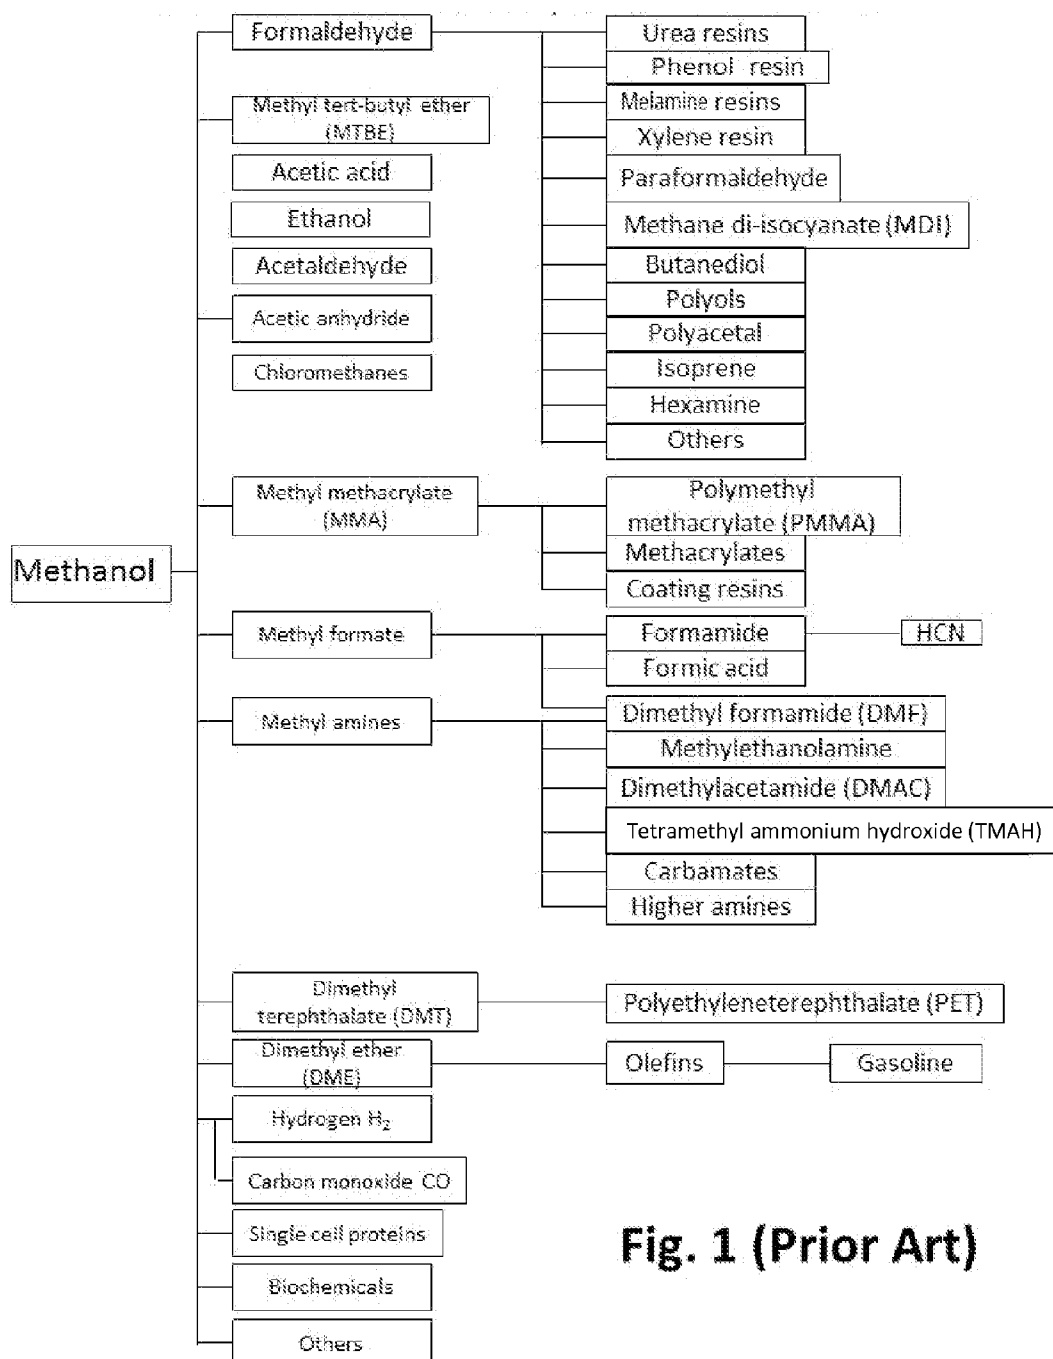 Formaldehyde
Urea resins
Phenol resin
Methyl tert-butyl ether
(MTBE)
Melamine resins
Xylene resin
Acetic acid
Paraformaldehyde
Ethanol
Methane di-isocyanate (MDI)
Acetaldehyde
Butanediol
Polyols
Acetic anhydride
Polyacetal
Chloromethanes
Isoprene
Hexamine
Others
Methyl methacrylate
(MMA)
Polymethyl
methacrylate (PMMA)
Methacrylates
Methanol
Coating resins
Methyl formate
Formamide
HCN
Formic acid
Methyl amines
Dimethyl formamide (DMF)
Methylethanolamine
Dimethylacetamide (DMAC)
Tetramethyl ammonium hydroxide (TMAH)
Carbamates
Higher amines
Dimethyl
terephthalate (DMT)
Polyethyleneterephthalate (PET)
Dimethyl ether
(DME)
Olefins
Gasoline
Hydrogen H₂
Carbon monoxide CO
Single cell proteins
Biochemicals
Others
Fig. 1 (Prior Art)